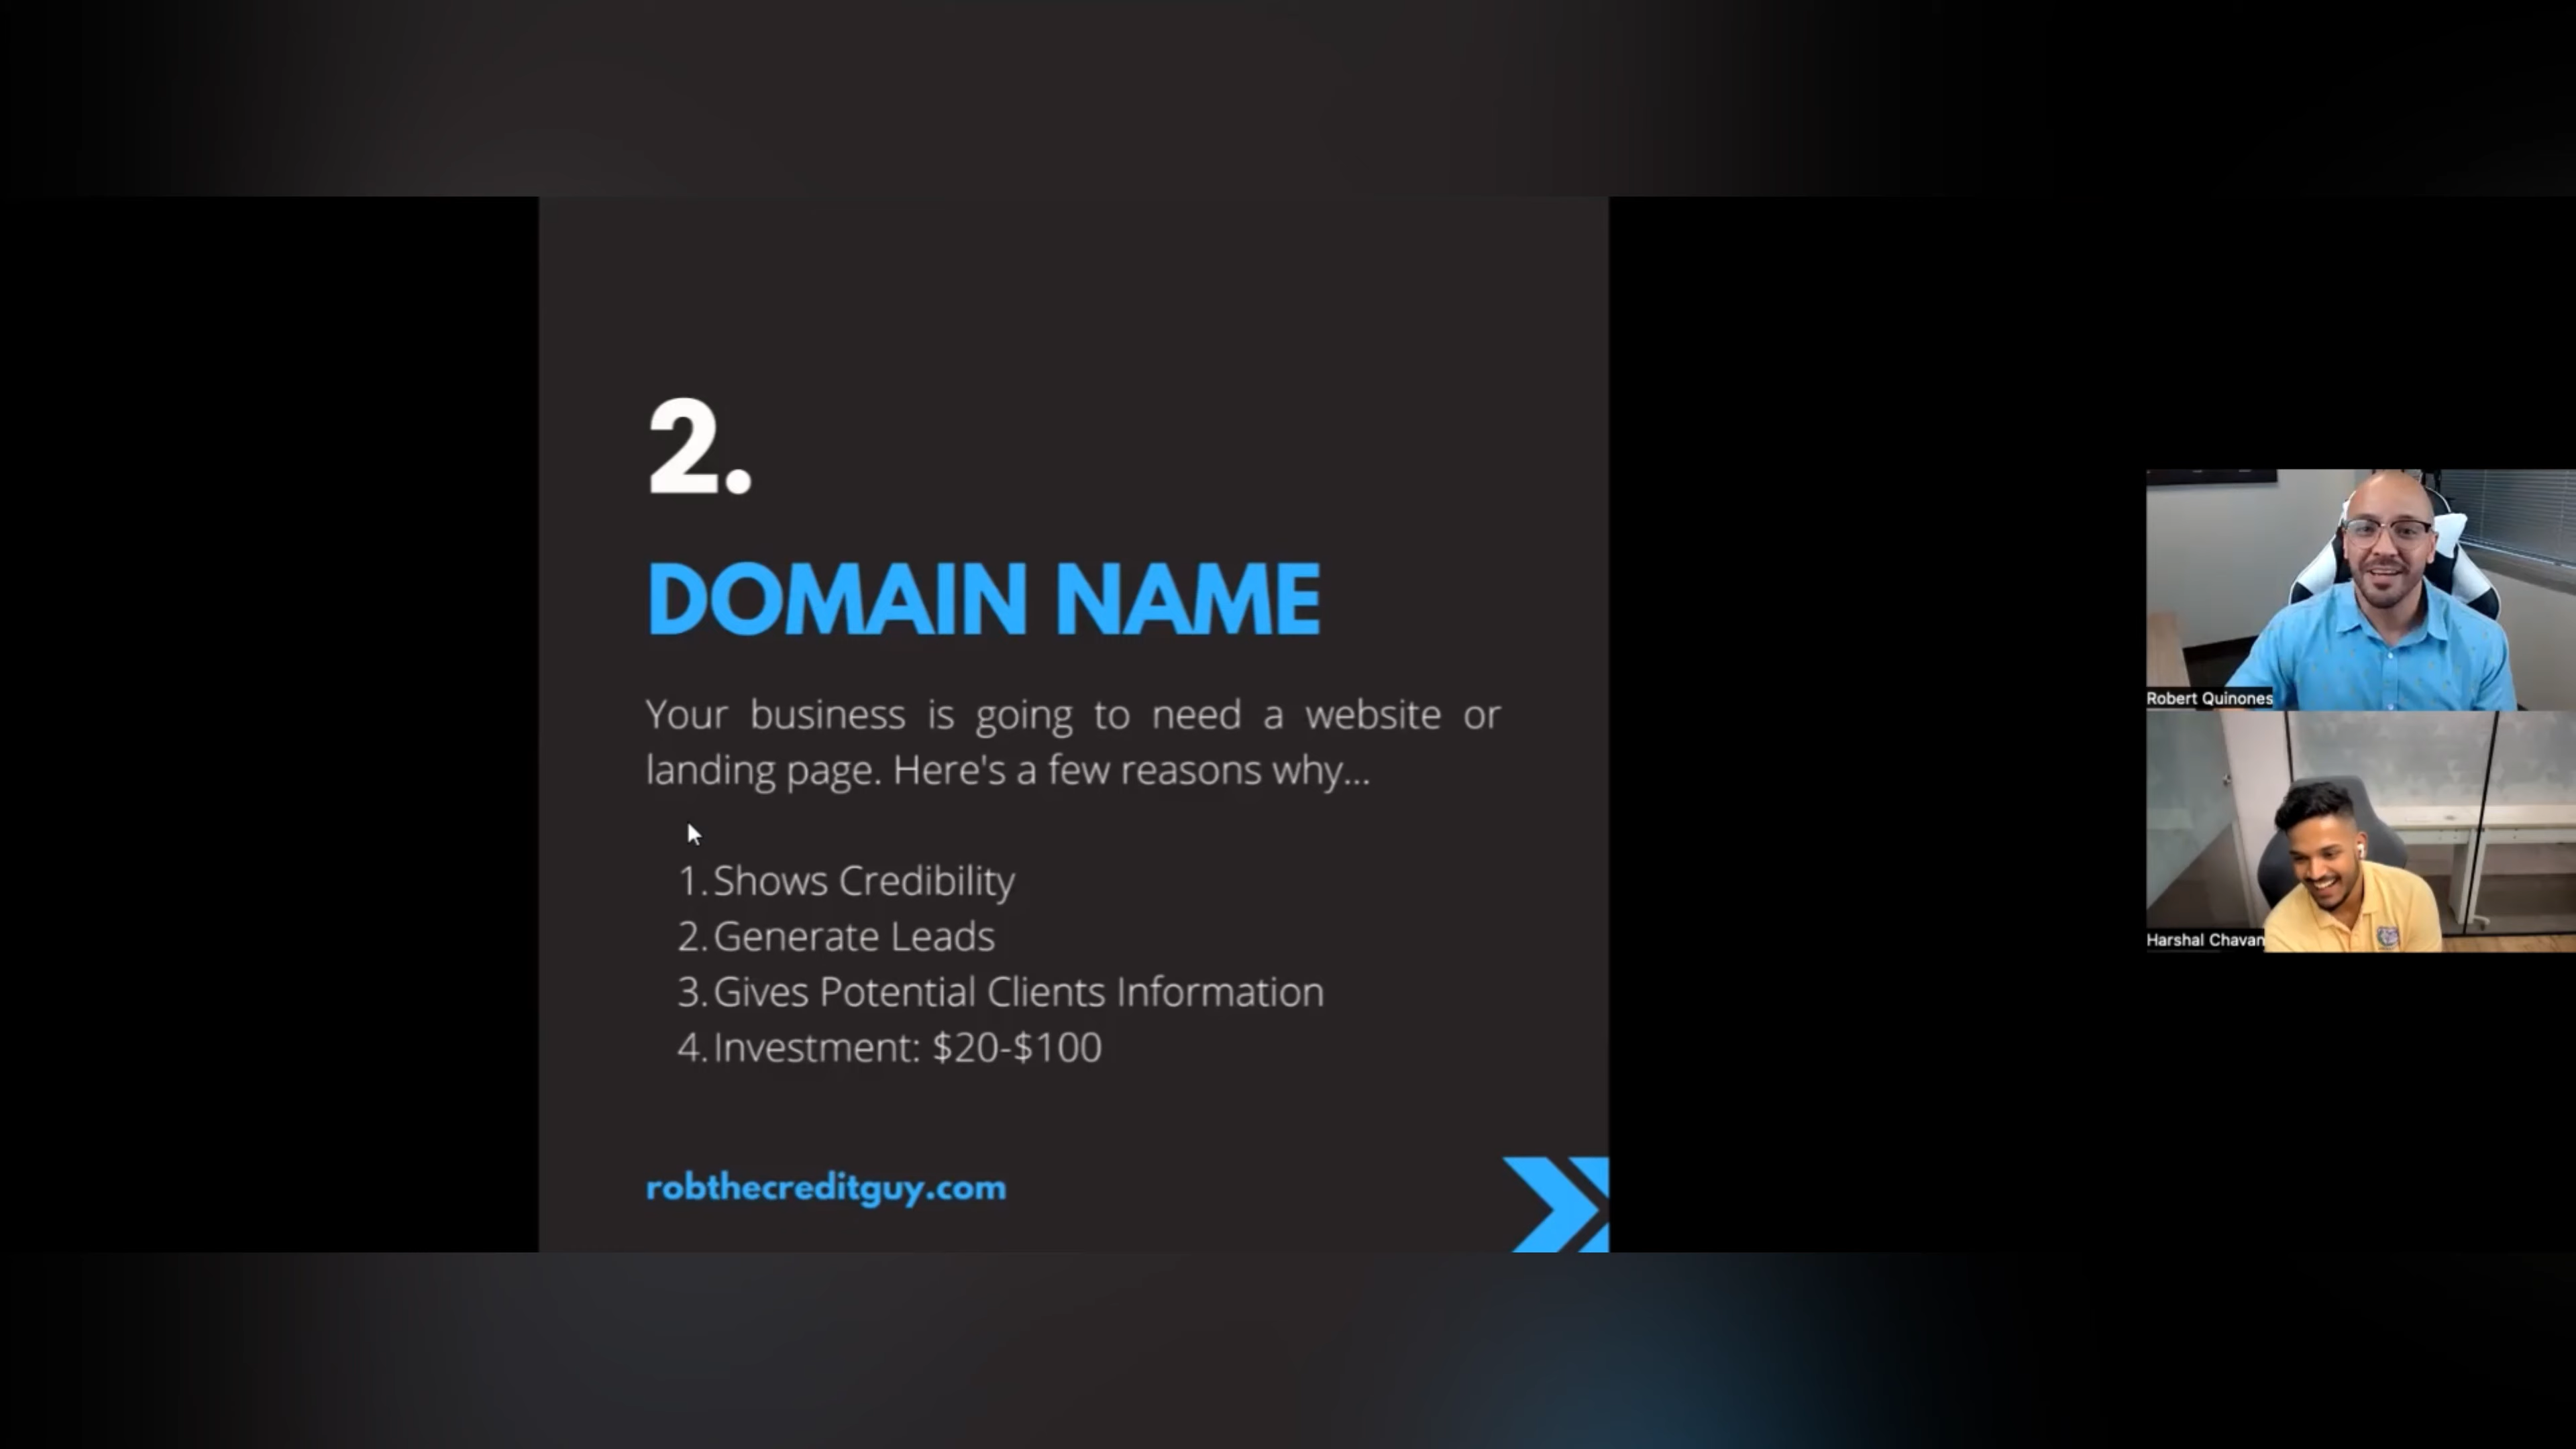 2.
DOMAIN NAME
Your business is going to need a website or
landing page. Here's a few reasons why...
1. Shows Credibility
2. Generate Leads
3. Gives Potential Clients Information
4. Investment: $20-$100
robthecreditguy.com
Robert Quinones
Harshal Chavan